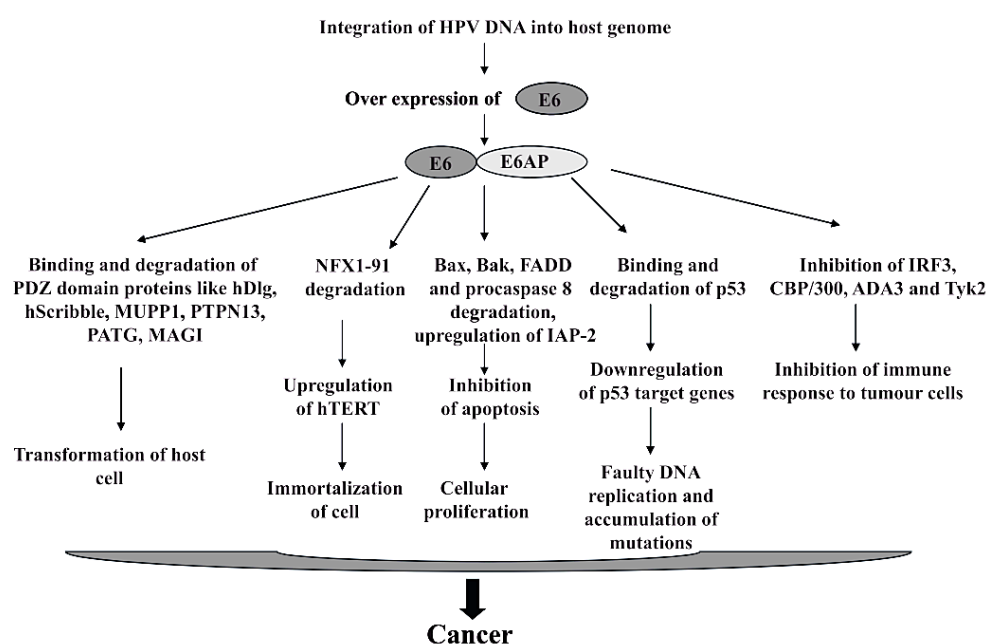 Integration of HPV DNA into host genome
Over expression of E6
E6 E6AP
Binding and degradation of
PDZ domain proteins like hDlg,
hScribble, MUPP1, PTPN13,
PATG, MAGI
Transformation of host
cell
NFX1-91
degradation
Upregulation
of hTERT
Immortalization
of cell
Bax, Bak, FADD
and procaspase 8
degradation,
upregulation of IAP-2
Inhibition
of apoptosis
Cellular
proliferation
Binding and
degradation of p53
Downregulation
of p53 target genes
Faulty DNA
replication and
accumulation of
mutations
Inhibition of IRF3,
CBP/300, ADA3 and Tyk2
Inhibition of immune
response to tumour cells
Cancer